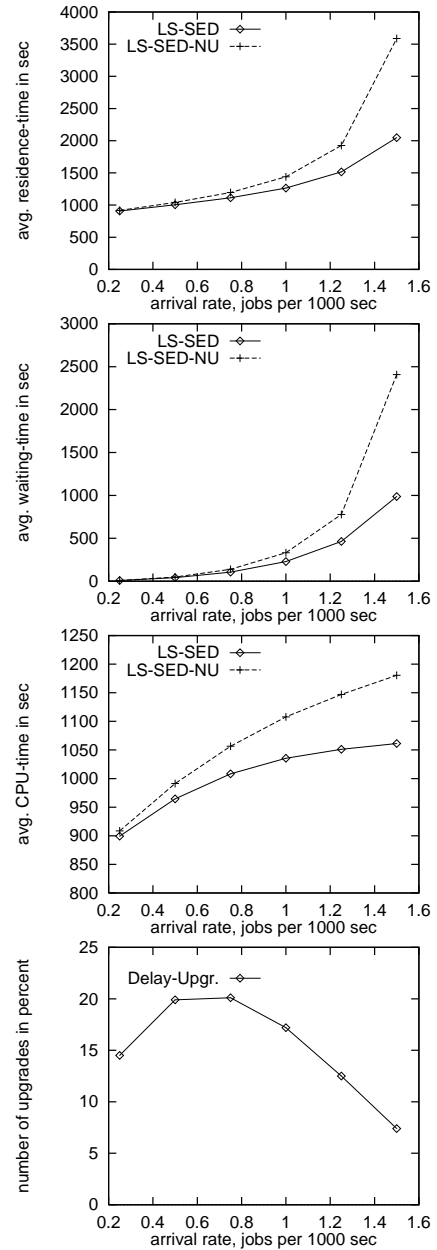 4000
3500
3000
2500
2000
1500
1000
500
0
avg. residence-time in sec
LS-SED
LS-SED-NU
0.2 0.4 0.6 0.8 1 1.2 1.4 1.6
arrival rate, jobs per 1000 sec
3000
2500
2000
1500
1000
500
0
avg. waiting-time in sec
LS-SED
LS-SED-NU
0.2 0.4 0.6 0.8 1 1.2 1.4 1.6
arrival rate, jobs per 1000 sec
1250
1200
1150
1100
1050
1000
950
900
850
800
avg. CPU-time in sec
LS-SED
LS-SED-NU
0.2 0.4 0.6 0.8 1 1.2 1.4 1.6
arrival rate, jobs per 1000 sec
25
20
15
10
5
0
number of upgrades in percent
Delay-Upgr.
0.2 0.4 0.6 0.8 1 1.2 1.4 1.6
arrival rate, jobs per 1000 sec